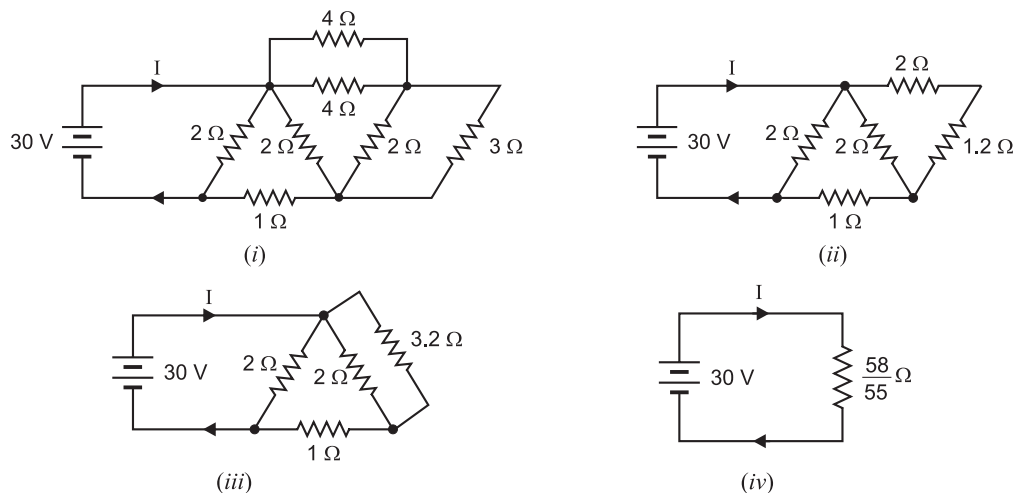 4 Ω
I
4 Ω
30 V
2 Ω
2 Ω
2 Ω
3 Ω
1 Ω
(i)
I
2 Ω
30 V
2 Ω
2 Ω
1.2 Ω
1 Ω
(ii)
I
30 V
2 Ω
2 Ω
3.2 Ω
1 Ω
(iii)
I
30 V
58
55
Ω
(iv)